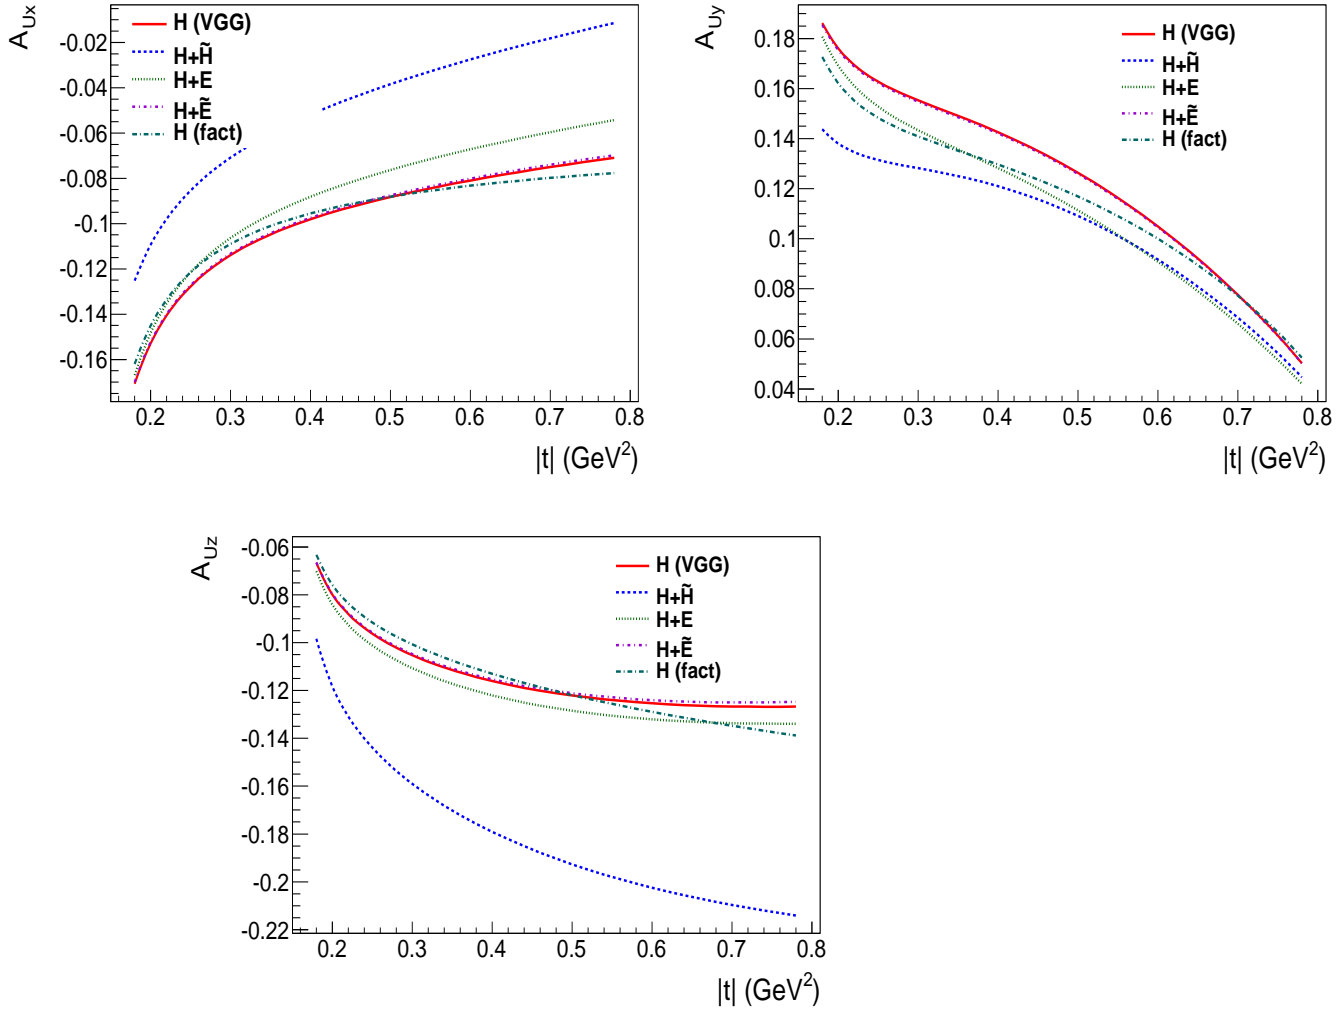 A_Ux
H (VGG)
H+H̃
H+E
H+Ẽ
H (fact)
-0.02
-0.04
-0.06
-0.08
-0.1
-0.12
-0.14
-0.16
0.2 0.3 0.4 0.5 0.6 0.7 0.8
|t| (GeV²)
A_Uy
H (VGG)
H+H̃
H+E
H+Ẽ
H (fact)
0.18
0.16
0.14
0.12
0.1
0.08
0.06
0.04
0.2 0.3 0.4 0.5 0.6 0.7 0.8
|t| (GeV²)
A_Uz
H (VGG)
H+H̃
H+E
H+Ẽ
H (fact)
-0.06
-0.08
-0.1
-0.12
-0.14
-0.16
-0.18
-0.2
-0.22
0.2 0.3 0.4 0.5 0.6 0.7 0.8
|t| (GeV²)